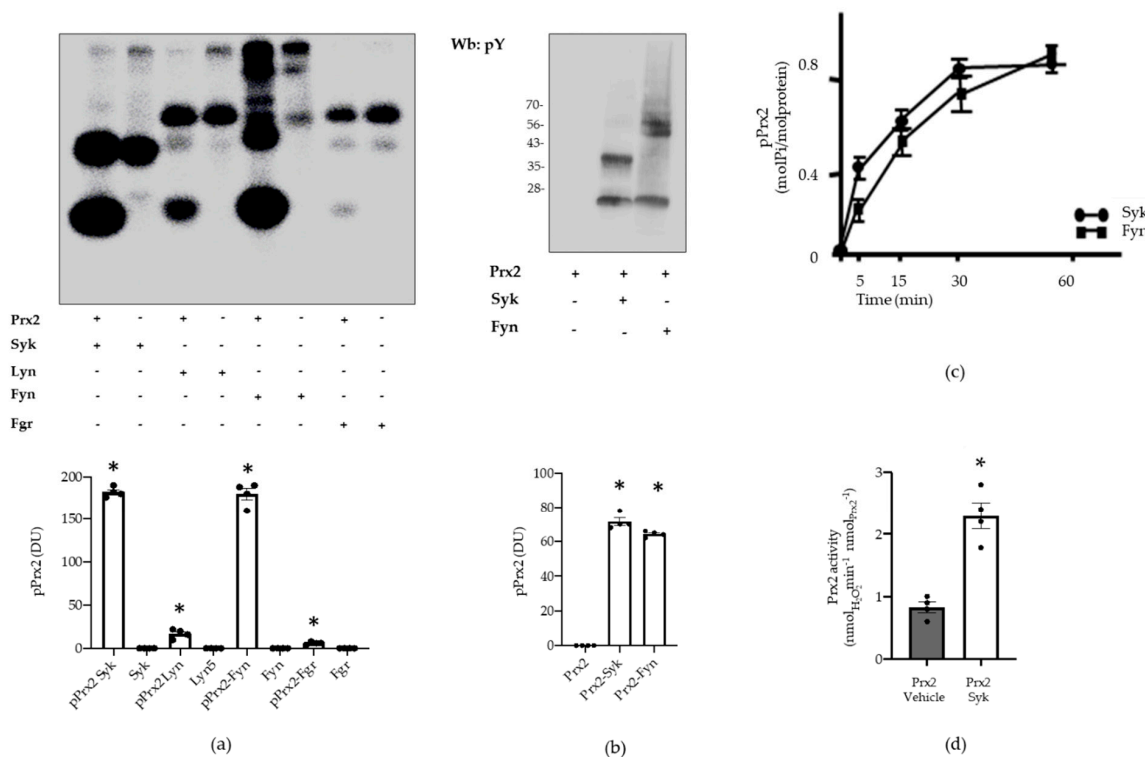 Prx2 + - + - + - + -
Syk + + - - - - - -
Lyn - - + + - - - -
Fyn - - - - + + - -
Fgr - - - - - - + +
pPrx2 (DU)
200
150
100
50
0
pPrx2-Syk Syk pPrx2Lyn Lyn5 pPrx2-Fyn Fyn pPrx2-Fgr Fgr
* * * *
(a)
Wb: pY
70-
56-
43-
35-
28-
Prx2 + + +
Syk - + -
Fyn - - +
pPrx2 (DU)
100
80
60
40
20
0
Prx2 Prx2-Syk Prx2-Fyn
* *
(b)
pPrx2
(molPi/molprotein)
0.8
0.4
0
5 15 30 60
Time (min)
Syk
Fyn
(c)
Prx2 activity
(nmolH2O2min-1 nmolPrx2-1)
3
2
1
0
*
Prx2 Prx2
Vehicle Syk
(d)